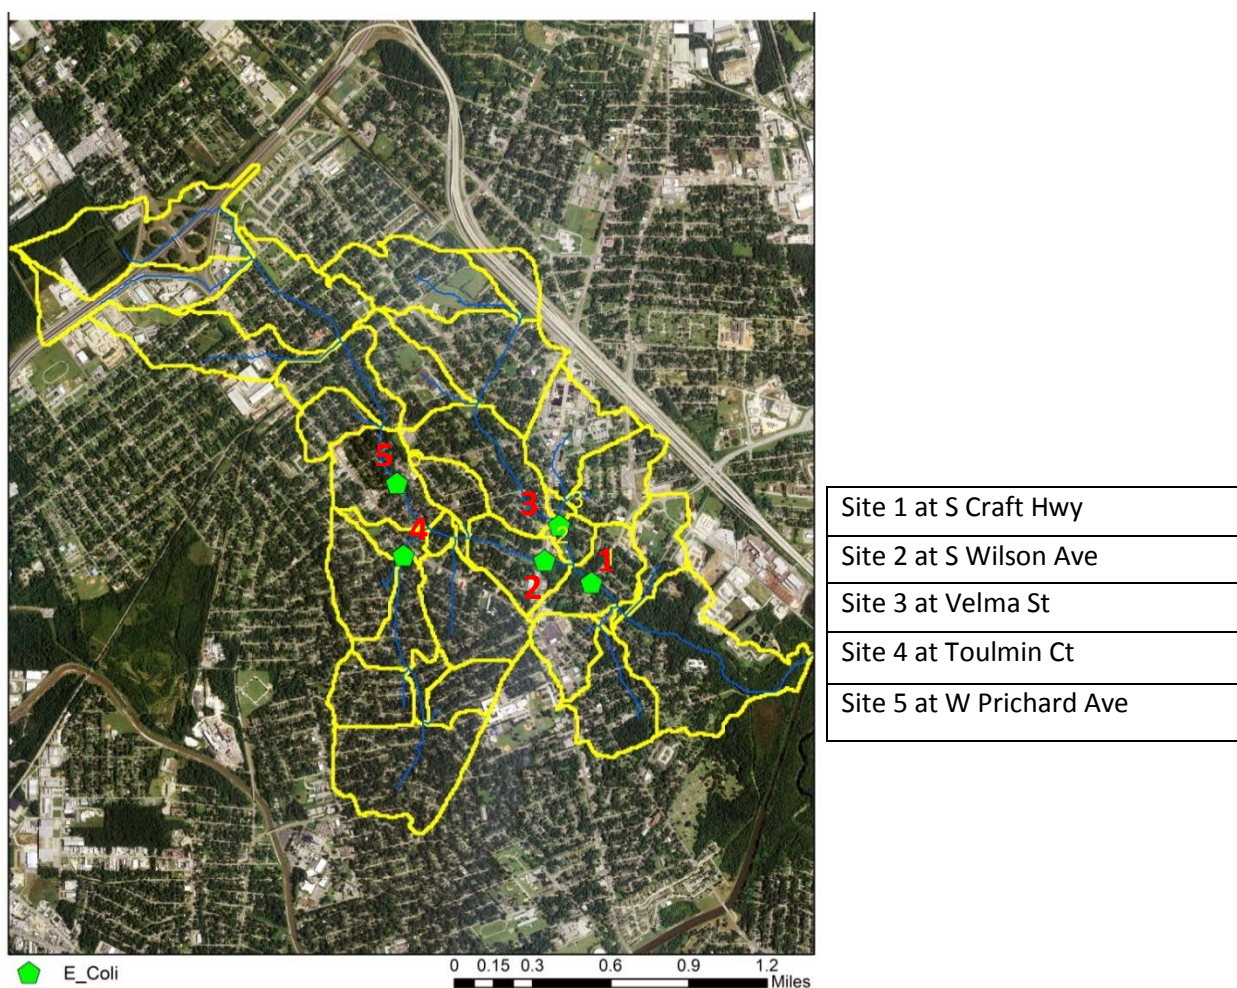 5
3
3
4
2
1
2
Site 1 at S Craft Hwy
Site 2 at S Wilson Ave
Site 3 at Velma St
Site 4 at Toulmin Ct
Site 5 at W Prichard Ave
E_Coli
0 0.15 0.3 0.6 0.9 1.2
Miles